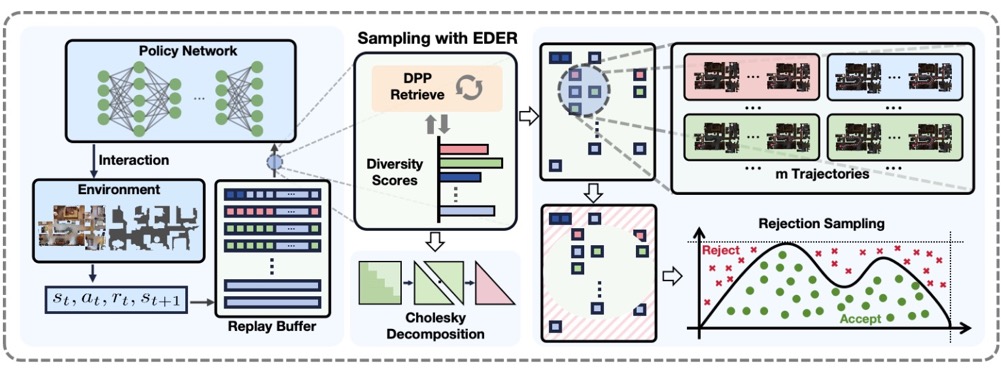 Policy Network
...
Interaction
Environment
s_t, a_t, r_t, s_{t+1}
...
...
...
Replay Buffer
Sampling with EDER
DPP
Retrieve
Diversity
Scores
Cholesky
Decomposition
...
...
...
...
...
...
m Trajectories
Rejection Sampling
Reject
Accept